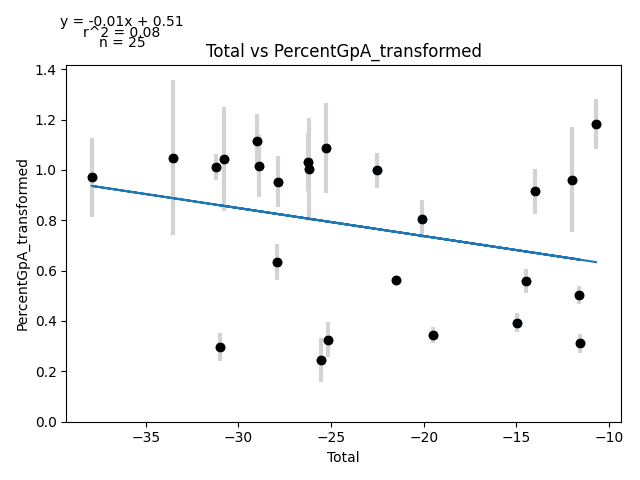 y = -0.01x + 0.51
r^2 = 0.08
n = 25
Total vs PercentGpA_transformed
PercentGpA_transformed
1.4
1.2
1.0
0.8
0.6
0.4
0.2
0.0
−35
−30
−25
−20
−15
−10
Total